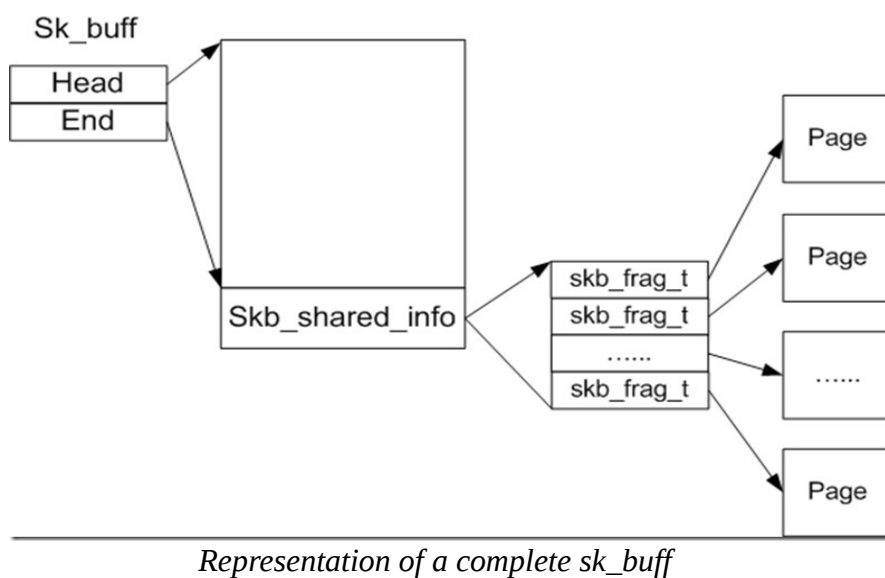 Sk_buff
Head
End
Skb_shared_info
skb_frag_t
skb_frag_t
......
skb_frag_t
Page
Page
......
Page
Representation of a complete sk_buff